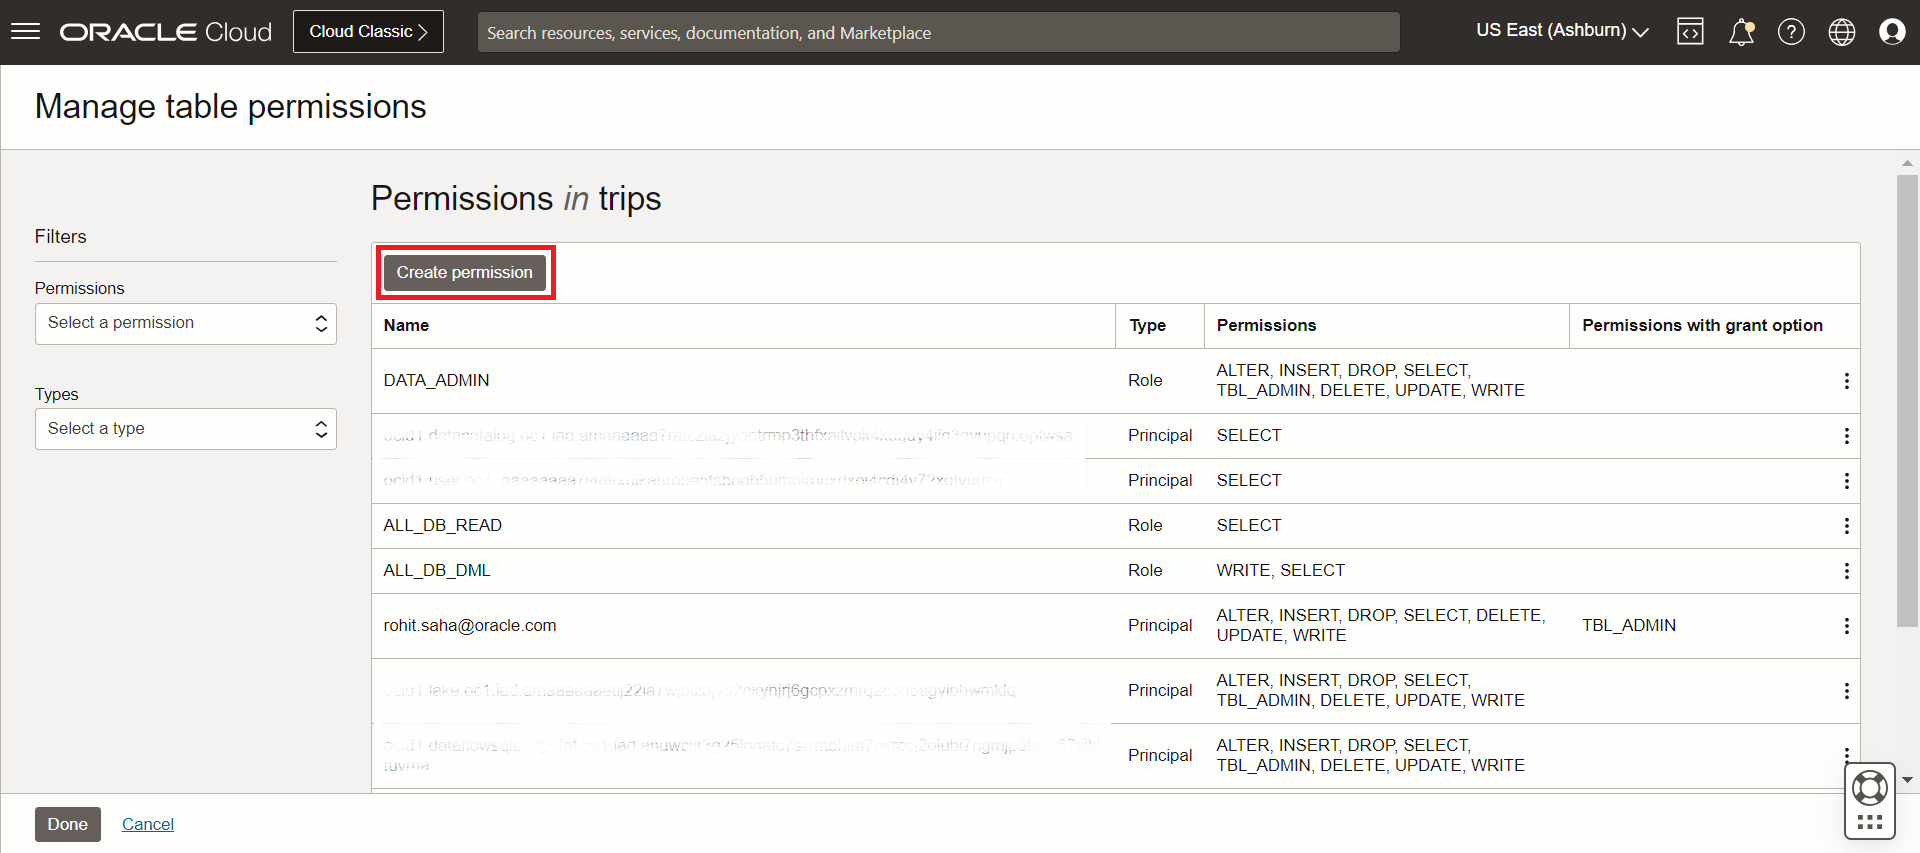 ORACLE Cloud
Cloud Classic
Search resources, services, documentation, and Marketplace
US East (Ashburn)
Manage table permissions
Permissions in trips
Filters
Permissions
Select a permission
Types
Select a type
Create permission
Name Type Permissions Permissions with grant option
DATA_ADMIN Role ALTER, INSERT, DROP, SELECT,
TBL_ADMIN, DELETE, UPDATE, WRITE
Principal SELECT
Principal SELECT
ALL_DB_READ Role SELECT
ALL_DB_DML Role WRITE, SELECT
rohit.saha@oracle.com Principal ALTER, INSERT, DROP, SELECT, DELETE,
UPDATE, WRITE TBL_ADMIN
Principal ALTER, INSERT, DROP, SELECT,
TBL_ADMIN, DELETE, UPDATE, WRITE
Principal ALTER, INSERT, DROP, SELECT,
TBL_ADMIN, DELETE, UPDATE, WRITE
Done
Cancel